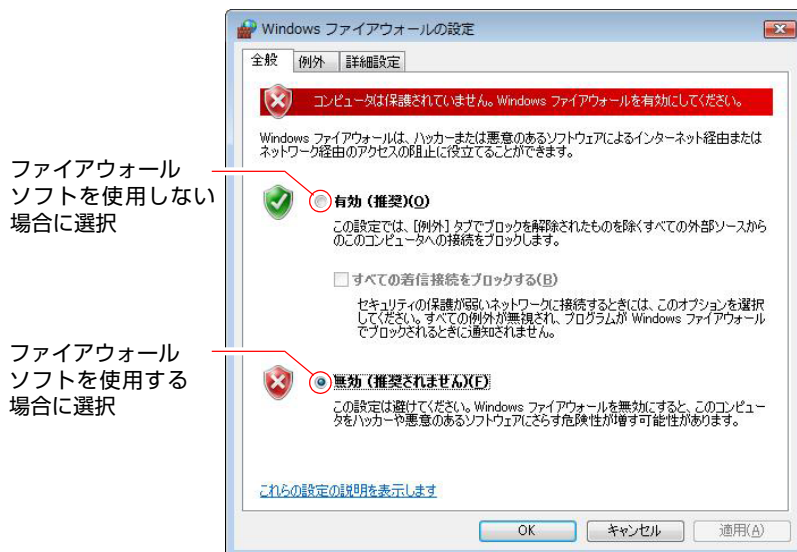 Windows ファイアウォールの設定
全般
例外
詳細設定
コンピュータは保護されていません。Windows ファイアウォールを有効にしてください。
Windows ファイアウォールは、ハッカーまたは悪意のあるソフトウェアによるインターネット経由または
ネットワーク経由のアクセスの阻止に役立てることができます。
ファイアウォール
ソフトを使用しない
場合に選択
有効 (推奨)(O)
この設定では、[例外] タブでブロックを解除されたものを除くすべての外部ソースから
のこのコンピュータへの接続をブロックします。
すべての着信接続をブロックする(B)
セキュリティの保護が弱いネットワークに接続するときには、このオプションを選択
してください。すべての例外が無視され、プログラムが Windows ファイアウォール
でブロックされるときに通知されません。
ファイアウォール
ソフトを使用する
場合に選択
無効 (推奨されません)(F)
この設定は避けてください。Windows ファイアウォールを無効にすると、このコンピュー
タをハッカーや悪意のあるソフトウェアにさらす危険性が増す可能性があります。
これらの設定の説明を表示します
OK
キャンセル
適用(A)